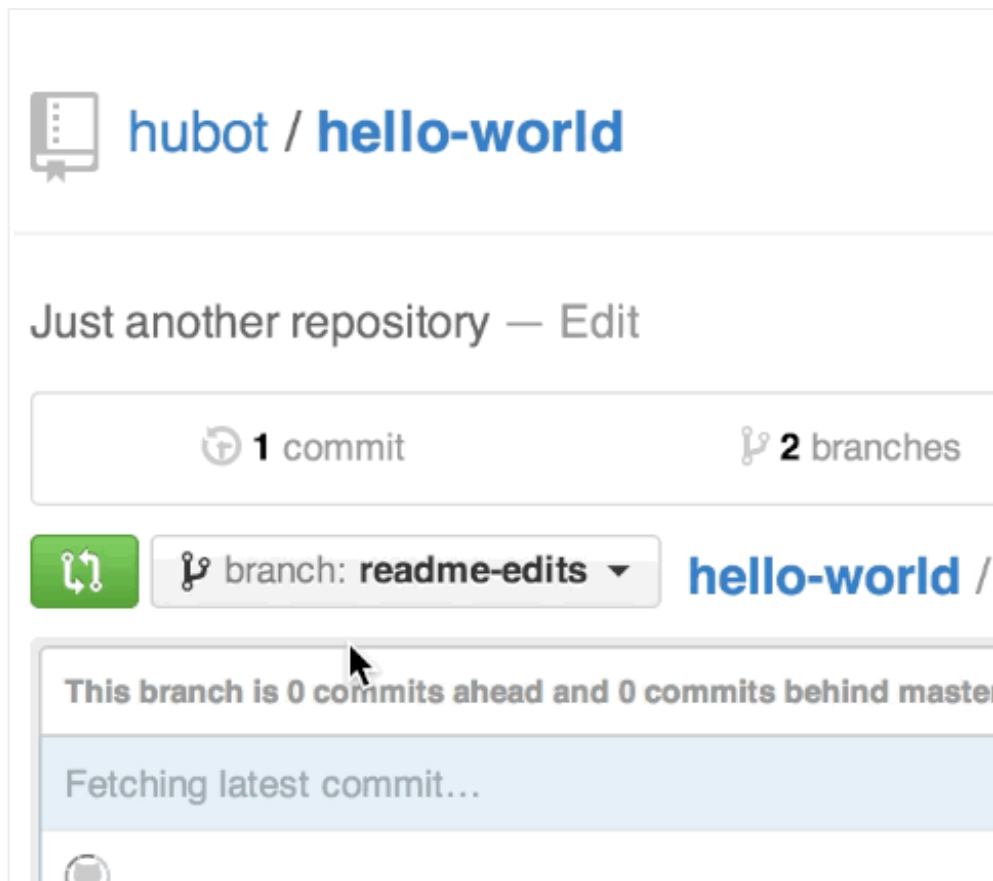 hubot / hello-world
Just another repository — Edit
1 commit 2 branches
branch: readme-edits hello-world /
This branch is 0 commits ahead and 0 commits behind master
Fetching latest commit…